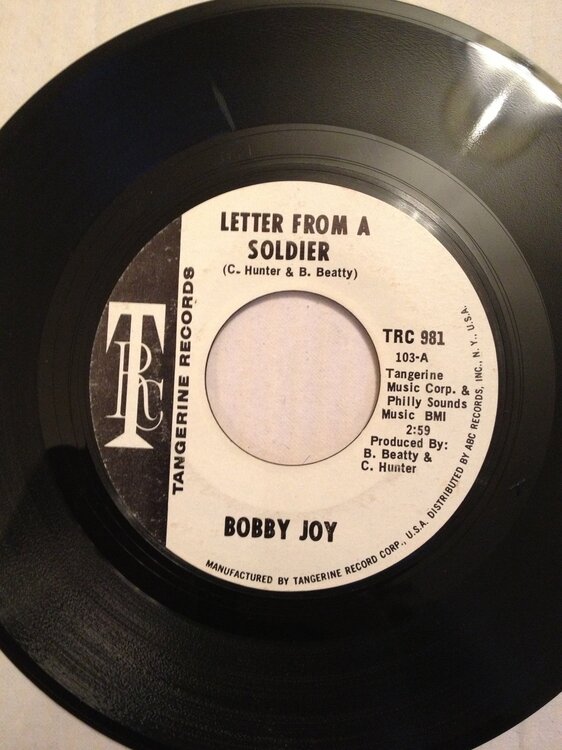 LETTER FROM A
SOLDIER
(C. Hunter & B. Beatty)
TRC
TANGERINE RECORDS
TRC 981
103-A
Tangerine
Music Corp. &
Philly Sounds
Music BMI
2:59
Produced By:
B. Beatty &
C. Hunter
BOBBY JOY
MANUFACTURED BY TANGERINE RECORD CORP., U.S.A. DISTRIBUTED BY ABC RECORDS, INC., N. Y., U.S.A.